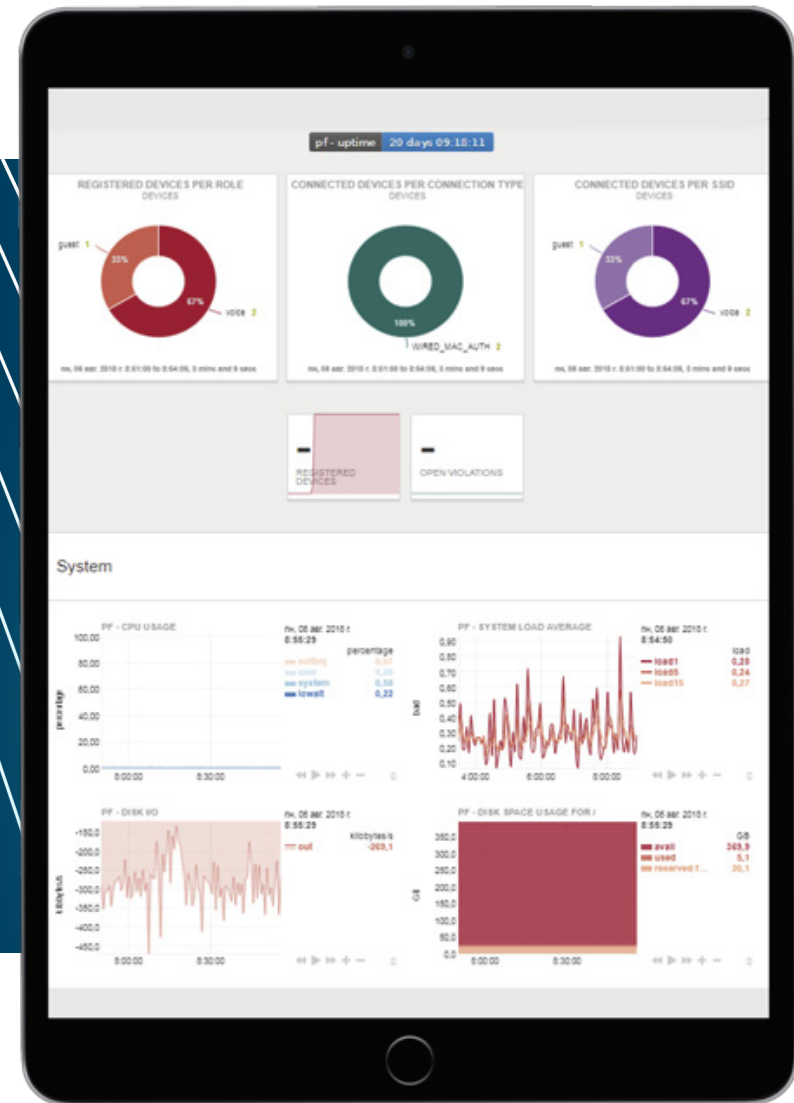 pf - uptime 20 days 09:18:11
REGISTERED DEVICES PER ROLE
DEVICES
guest 1
33%
67%
voice 2
CONNECTED DEVICES PER CONNECTION TYPE
DEVICES
100%
WIRED_MAC_AUTH 2
CONNECTED DEVICES PER SSID
DEVICES
guest 1
33%
67%
voice 2
REGISTERED
DEVICES
OPEN VIOLATIONS
System
PF - CPU USAGE
100,00
80,00
60,00
40,00
20,00
0,00
percentage
8:00:00
8:30:00
8:55:29
percentage
softirq
user
system 0,50
iowait 0,22
PF - SYSTEM LOAD AVERAGE
0,90
0,80
0,70
0,60
0,50
0,40
0,30
0,20
0,10
load
4:00:00
6:00:00
8:00:00
8:54:50
load
load1 0,28
load5 0,24
load15 0,27
PF - DISK I/O
-150,0
-200,0
-250,0
-300,0
-350,0
-400,0
-450,0
kilobytes/s
8:00:00
8:30:00
8:55:29
kilobytes/s
out -269,1
PF - DISK SPACE USAGE FOR /
350,0
300,0
250,0
200,0
150,0
100,0
50,0
0,0
GB
8:00:00
8:30:00
8:55:29
GB
avail 369,9
used 5,1
reserved f... 20,1